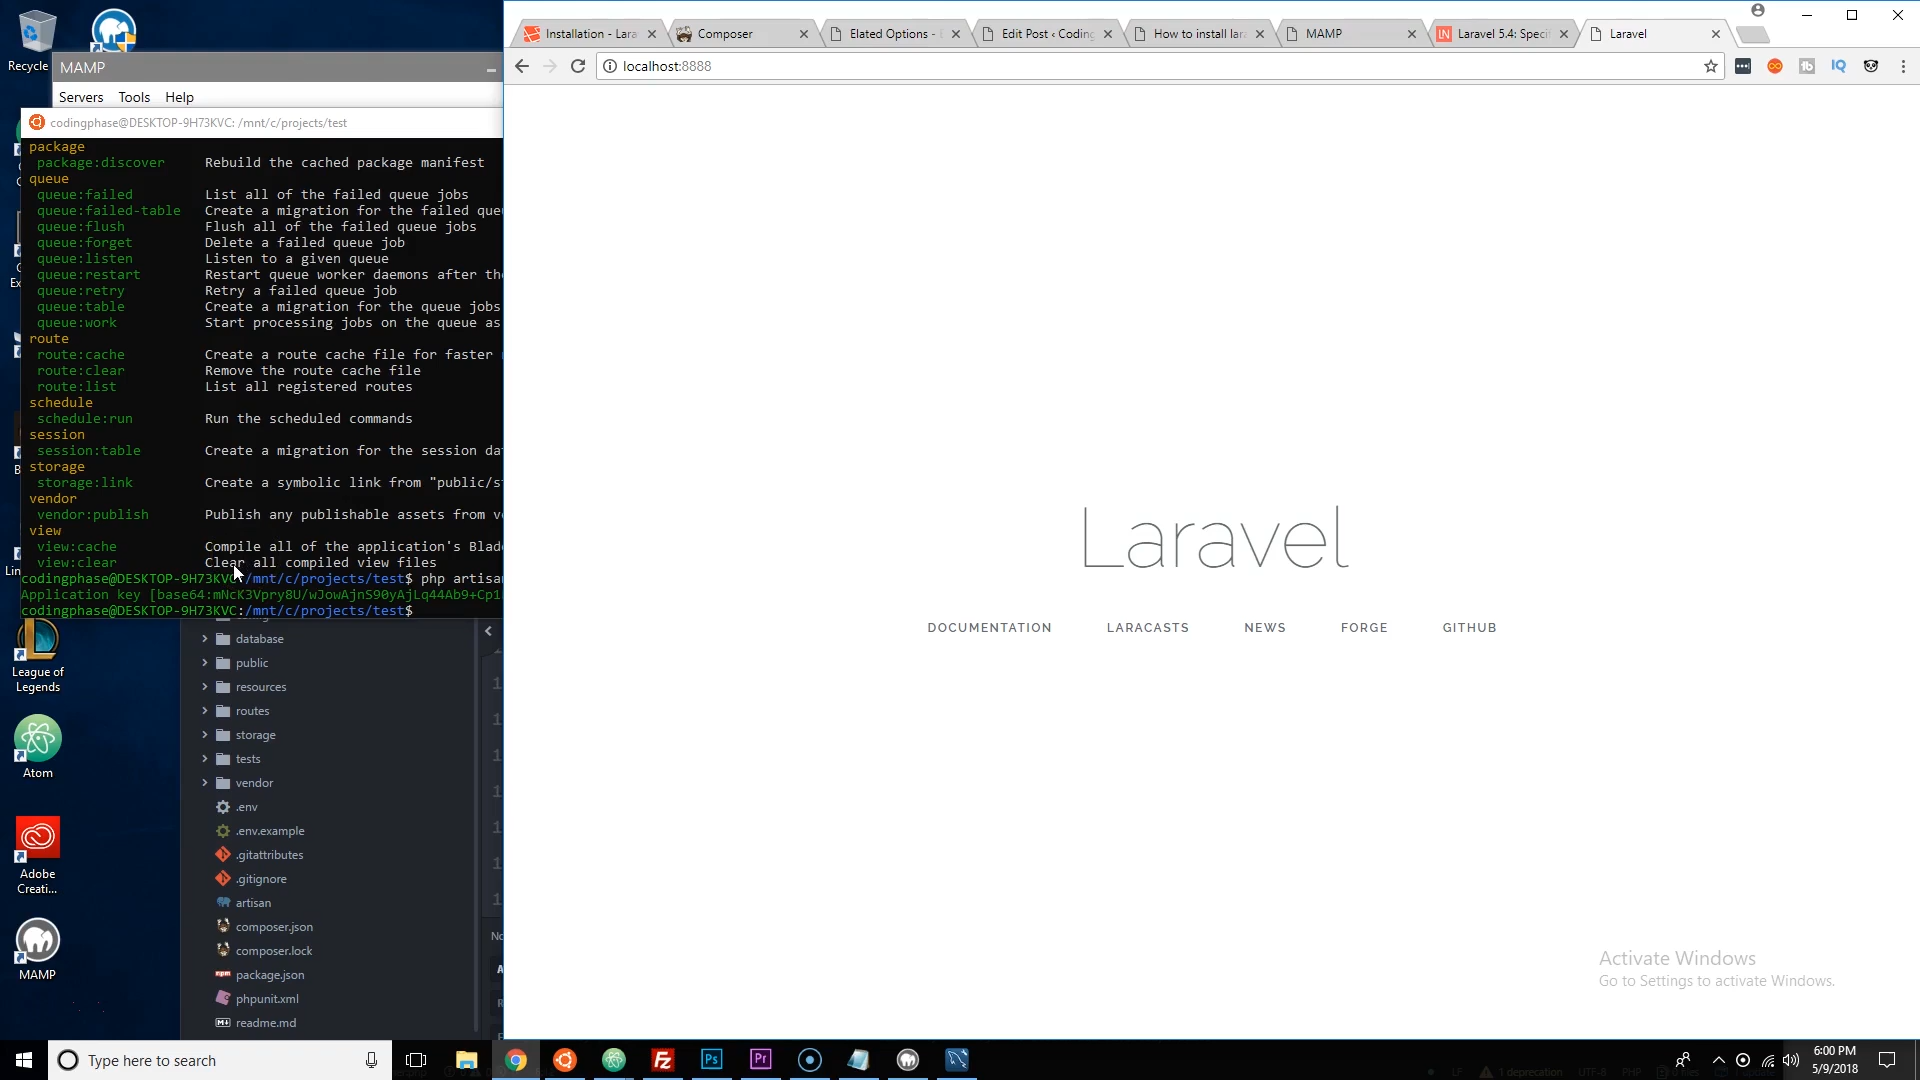 Recycle
MAMP
Servers Tools Help
codingphase@DESKTOP-9H73KVC: /mnt/c/projects/test
package
package:discover Rebuild the cached package manifest
queue
queue:failed List all of the failed queue jobs
queue:failed-table Create a migration for the failed que
queue:flush Flush all of the failed queue jobs
queue:forget Delete a failed queue job
queue:listen Listen to a given queue
queue:restart Restart queue worker daemons after the
queue:retry Retry a failed queue job
queue:table Create a migration for the queue jobs
queue:work Start processing jobs on the queue as
route
route:cache Create a route cache file for faster
route:clear Remove the route cache file
route:list List all registered routes
schedule
schedule:run Run the scheduled commands
session
session:table Create a migration for the session da
storage
storage:link Create a symbolic link from "public/s
vendor
vendor:publish Publish any publishable assets from v
view
view:cache Compile all of the application's Blad
view:clear Clear all compiled view files
codingphase@DESKTOP-9H73KVC:/mnt/c/projects/test$ php artisan
Application key [base64:mNcK3Vpry8U/wJowAjnS90yAjLq44Ab9+Cp1
codingphase@DESKTOP-9H73KVC:/mnt/c/projects/test$
League of
Legends
Atom
Adobe
Creati...
MAMP
database
public
resources
routes
storage
tests
vendor
.env
.env.example
.gitattributes
.gitignore
artisan
composer.json
composer.lock
package.json
phpunit.xml
readme.md
Installation - Lara
Composer
Elated Options -
Edit Post ‹ Coding
How to install lar
MAMP
Laravel 5.4: Speci
Laravel
localhost:8888
Laravel
DOCUMENTATION LARACASTS NEWS FORGE GITHUB
Activate Windows
Go to Settings to activate Windows.
Type here to search
6:00 PM
5/9/2018